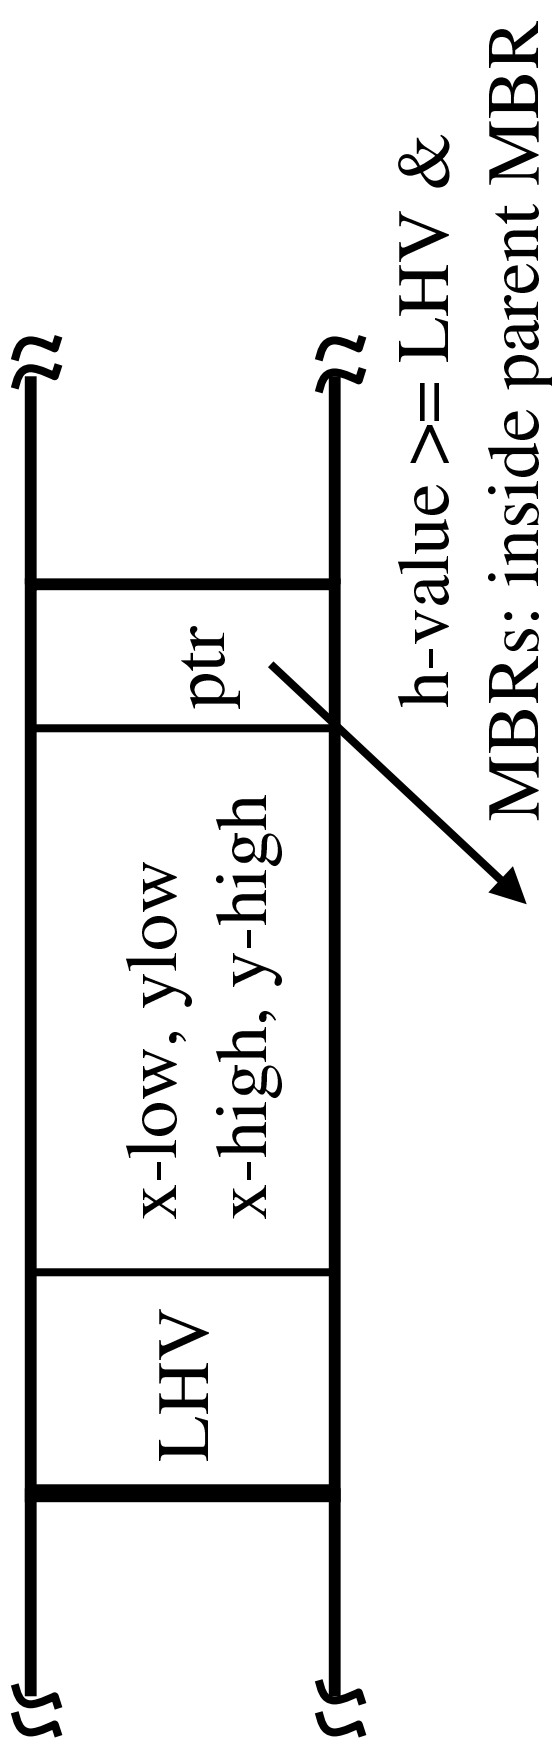 LHV
x-low, ylow
x-high, y-high
ptr
h-value >= LHV &
MBRs: inside parent MBR